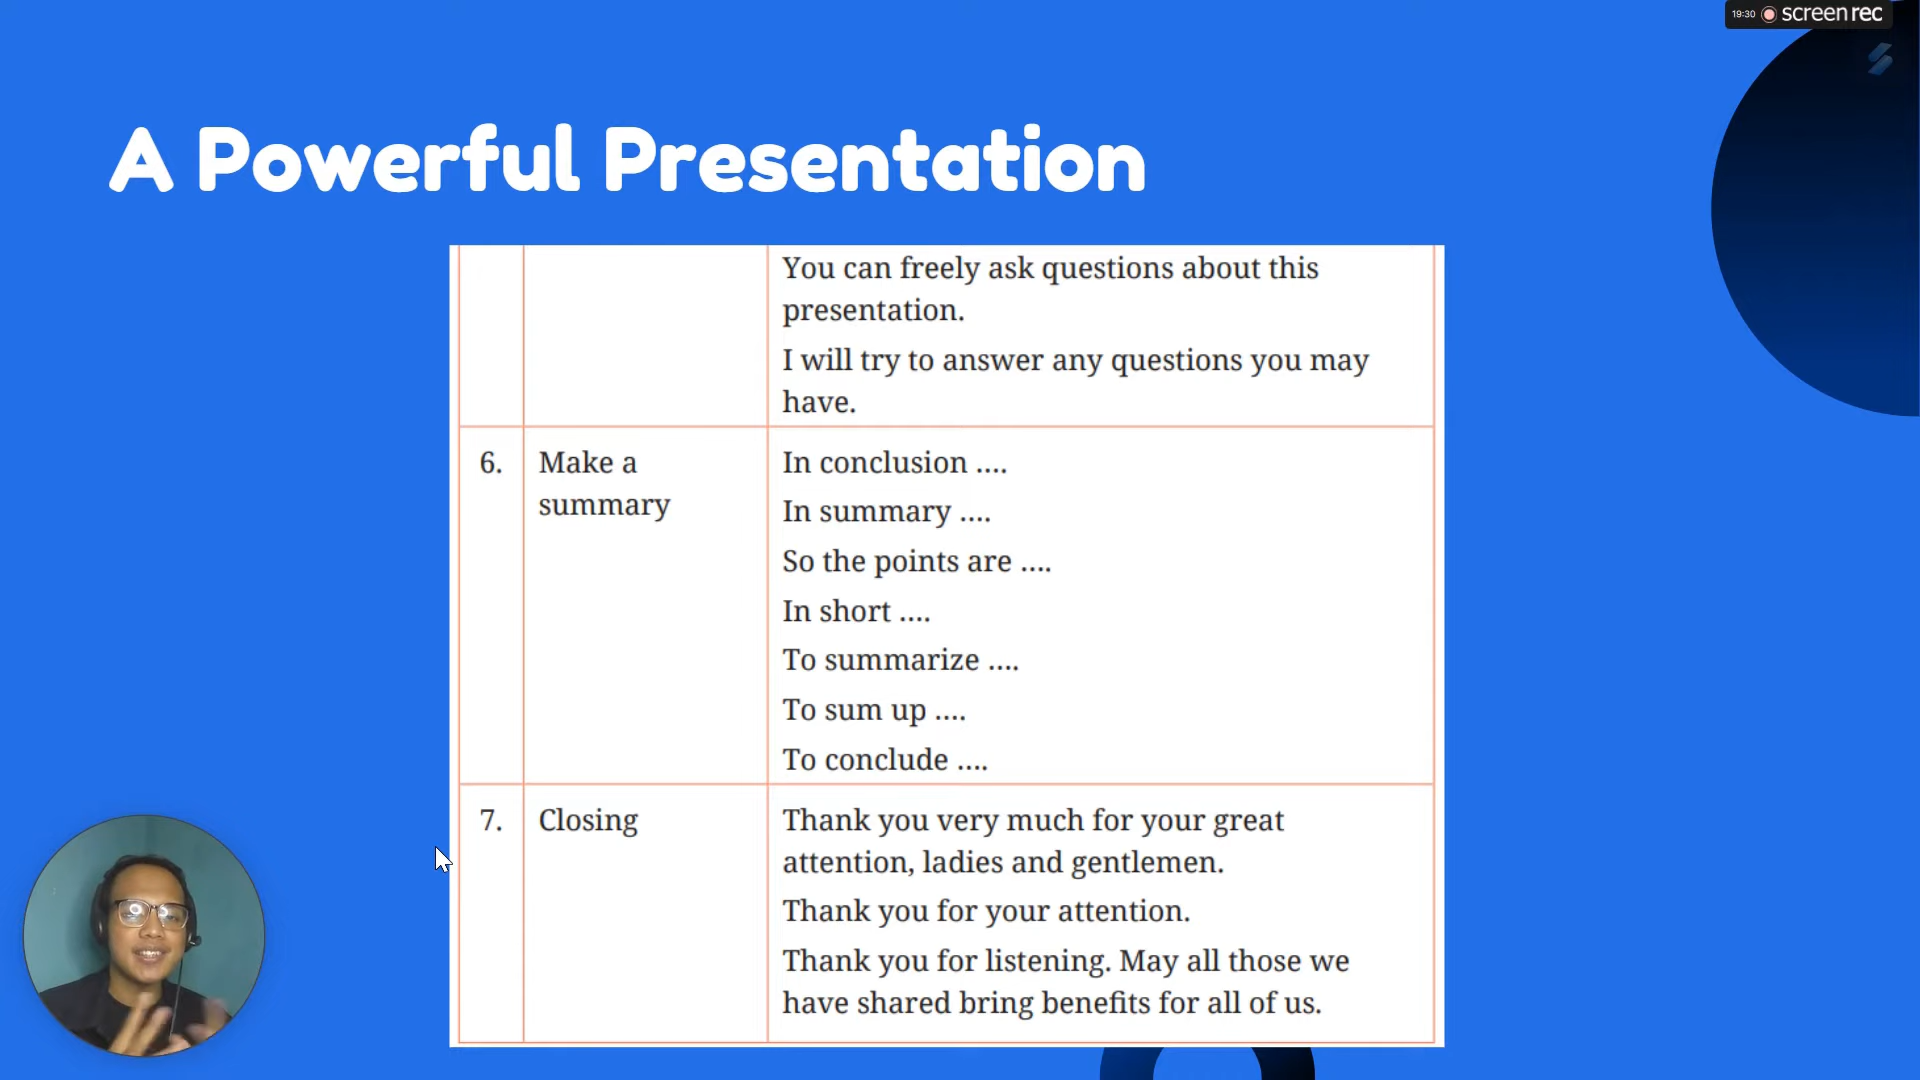 19:30 screenrec
A Powerful Presentation
You can freely ask questions about this
presentation.
I will try to answer any questions you may
have.
6. Make a summary
In conclusion ....
In summary ....
So the points are ....
In short ....
To summarize ....
To sum up ....
To conclude ....
7. Closing
Thank you very much for your great
attention, ladies and gentlemen.
Thank you for your attention.
Thank you for listening. May all those we
have shared bring benefits for all of us.